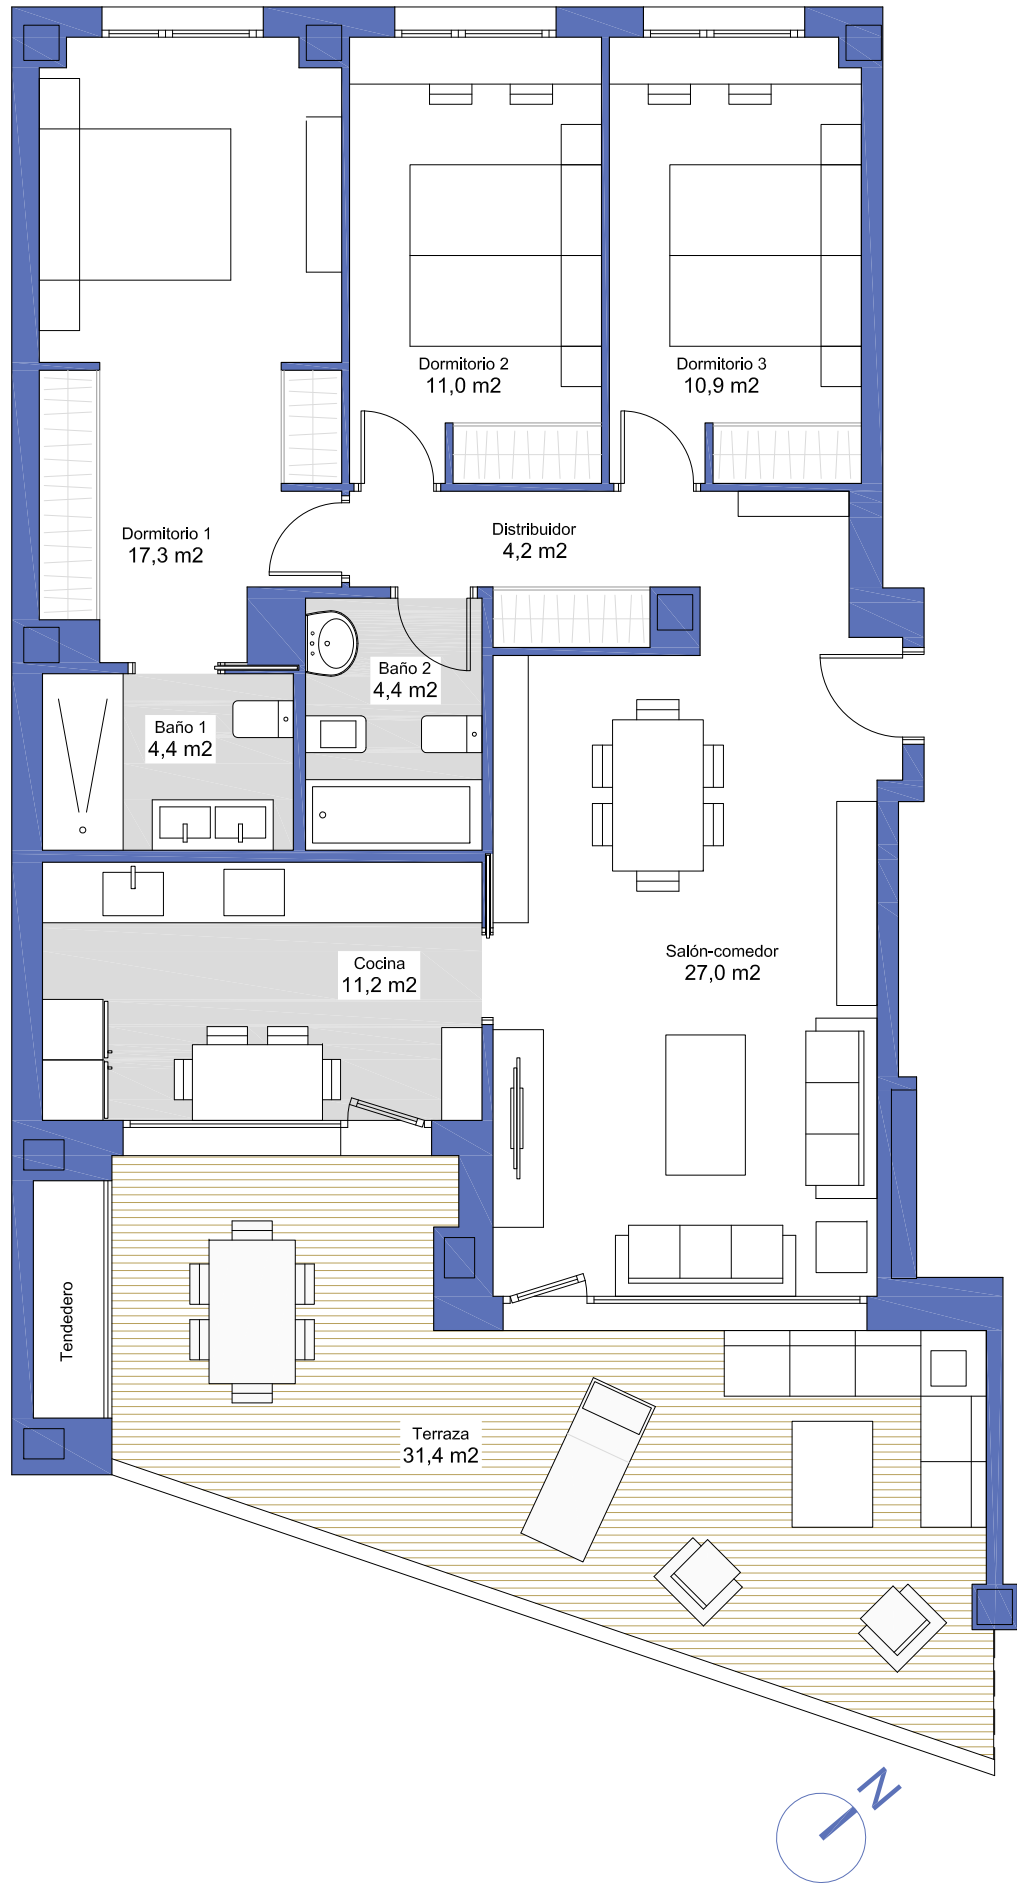 Dormitorio 2
11,0 m2
Dormitorio 3
10,9 m2
Dormitorio 1
17,3 m2
Distribuidor
4,2 m2
Baño 2
4,4 m2
Baño 1
4,4 m2
Salón-comedor
27,0 m2
Cocina
11,2 m2
Tendedero
Terraza
31,4 m2
N